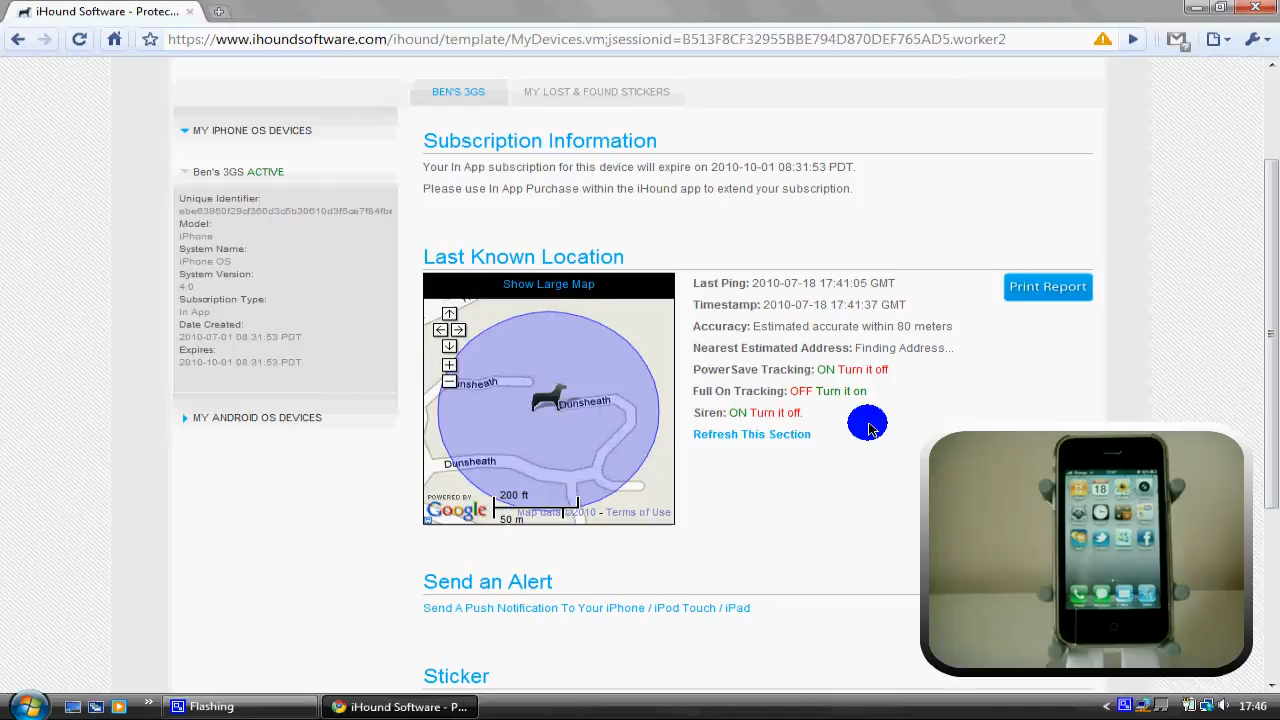 iHound Software - Protec...
https://www.ihoundsoftware.com/ihound/template/MyDevices.vm;jsessionid=B513F8CF32955BBE794D870DEF765AD5.worker2
BEN'S 3GS
MY LOST & FOUND STICKERS
MY IPHONE OS DEVICES
Ben's 3GS ACTIVE
Unique Identifier:
Model:
iPhone
System Name:
iPhone OS
System Version:
4.0
Subscription Type:
In App
Date Created:
2010-07-01 08:31:53 PDT
Expires:
2010-10-01 08:31:53 PDT
MY ANDROID OS DEVICES
Subscription Information
Your In App subscription for this device will expire on 2010-10-01 08:31:53 PDT.
Please use In App Purchase within the iHound app to extend your subscription.
Last Known Location
Show Large Map
unsheath
Dunsheath
Dunsheath
200 ft
50 m
POWERED BY
Google
Map data ©2010 - Terms of Use
Last Ping: 2010-07-18 17:41:05 GMT
Timestamp: 2010-07-18 17:41:37 GMT
Accuracy: Estimated accurate within 80 meters
Nearest Estimated Address: Finding Address...
PowerSave Tracking: ON Turn it off
Full On Tracking: OFF Turn it on
Siren: ON Turn it off.
Refresh This Section
Print Report
Send an Alert
Send A Push Notification To Your iPhone / iPod Touch / iPad
Sticker
18
Flashing
iHound Software - P...
17:46